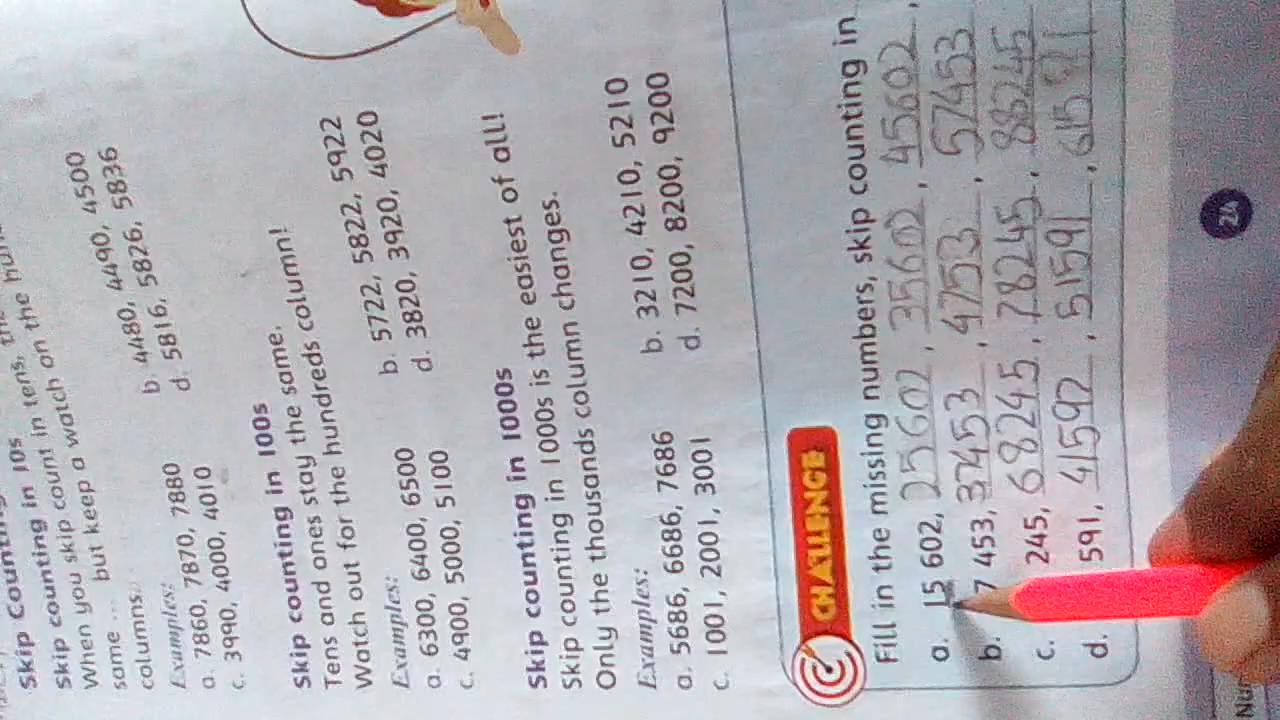 Skip Counting
Skip counting in 10s
Skip counting in tens, the hun
When you skip count on the
same ... but keep a watch on
columns.
Examples:
a. 7860, 7870, 7880 b. 4480, 4490, 4500
c. 3990, 4000, 4010 d. 5816, 5826, 5836
Skip counting in 100s
Tens and ones stay the same.
Watch out for the hundreds column!
Examples:
a. 6300, 6400, 6500 b. 5722, 5822, 5922
c. 4900, 5000, 5100 d. 3820, 3920, 4020
Skip counting in 1000s
Skip counting in 1000s is the easiest of all!
Only the thousands column changes.
Examples:
a. 5686, 6686, 7686 b. 3210, 4210, 5210
c. 1001, 2001, 3001 d. 7200, 8200, 9200
CHALLENGE
Fill in the missing numbers, skip counting in
a. 15 602, 25602, 35602, 45602,
b. 7 453, 37453, 4753, 57453
c. 245, 68245, 78245, 88245
d. 591, 41592, 51591, 61591
24
Nu